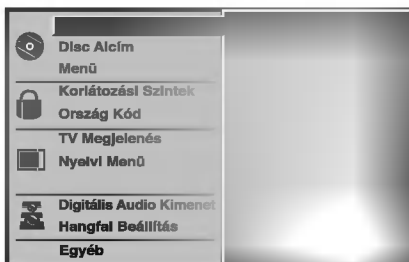 Disc Alcím
Menü
Korlátozási Szintek
Ország Kód
TV Megjelenés
Nyelvi Menü
Digitális Audio Kimenet
Hangfal Beállítás
Egyéb